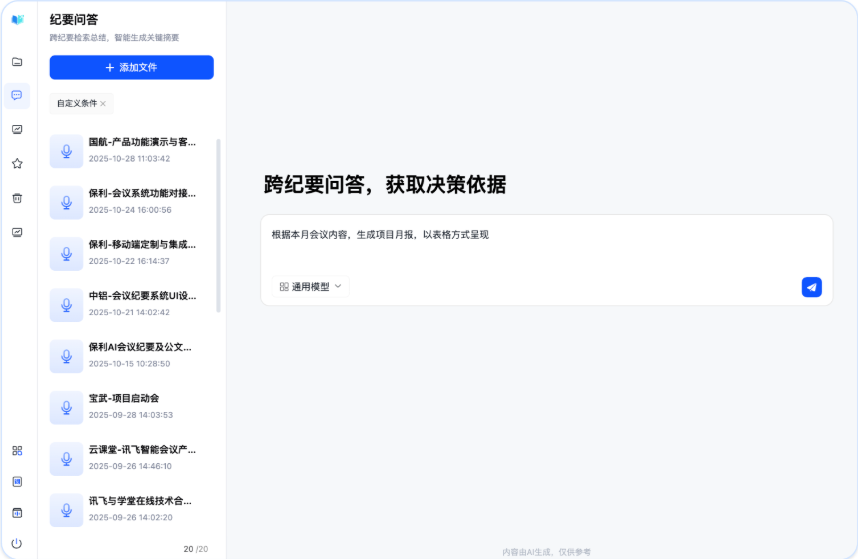 纪要问答
跨纪要检索总结，智能生成关键摘要
+ 添加文件
自定义条件 ×
国航-产品功能演示与客...
2025-10-28 11:03:42
保利-会议系统功能对接...
2025-10-24 16:00:56
保利-移动端定制与集成...
2025-10-22 16:14:37
中铝-会议纪要系统UI设...
2025-10-21 14:02:42
保利AI会议纪要及公文...
2025-10-15 10:28:50
宝武-项目启动会
2025-09-28 14:03:53
云课堂-讯飞智能会议产...
2025-09-26 14:46:10
讯飞与学堂在线技术合...
2025-09-26 14:02:20
20 /20
跨纪要问答，获取决策依据
根据本月会议内容，生成项目月报，以表格方式呈现
通用模型
内容由AI生成，仅供参考